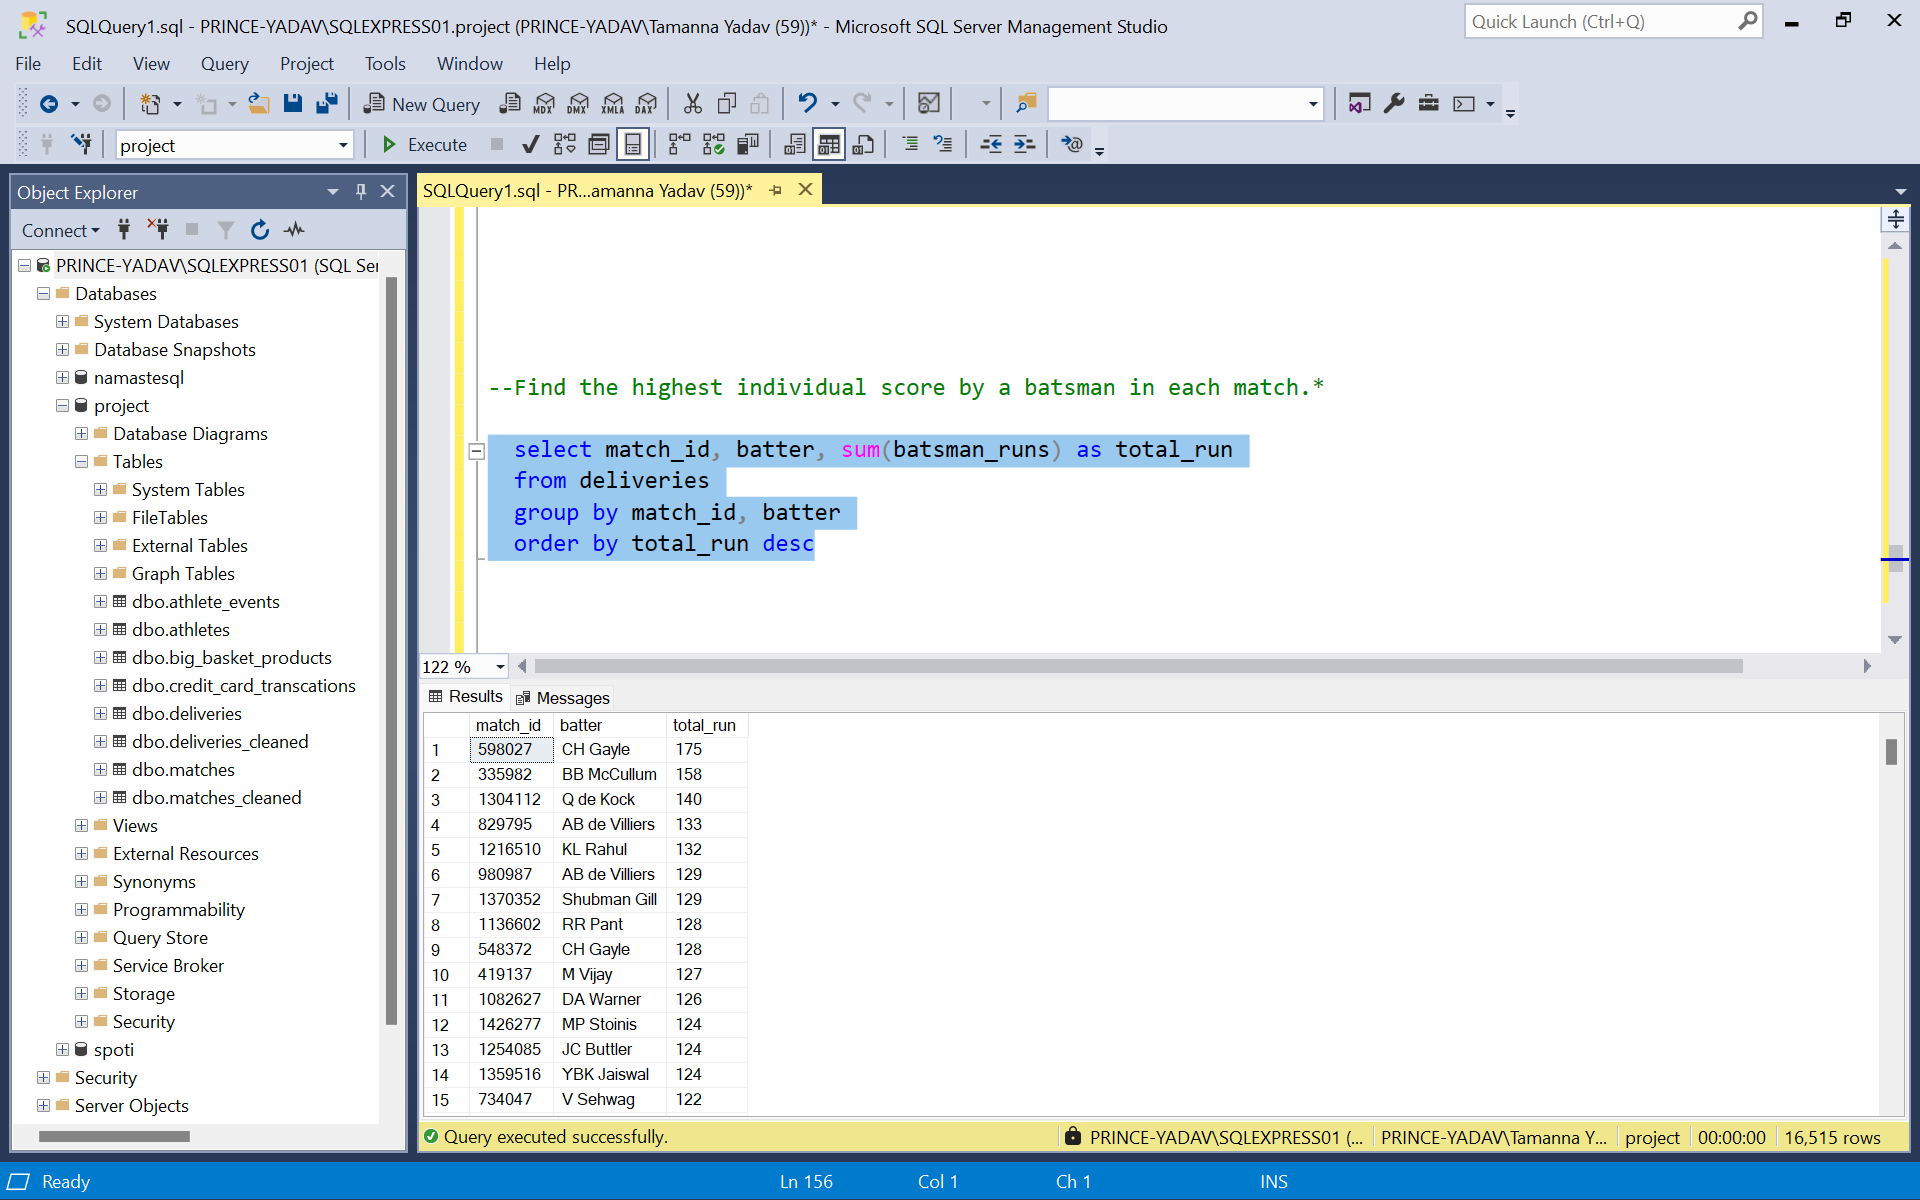 SQLQuery1.sql - PRINCE-YADAV\SQLEXPRESS01.project (PRINCE-YADAV\Tamanna Yadav (59))* - Microsoft SQL Server Management Studio
Quick Launch (Ctrl+Q)
File Edit View Query Project Tools Window Help
New Query MDX DMX XMLA DAX
project Execute
Object Explorer
Connect
PRINCE-YADAV\SQLEXPRESS01 (SQL Ser
Databases
System Databases
Database Snapshots
namastesql
project
Database Diagrams
Tables
System Tables
FileTables
External Tables
Graph Tables
dbo.athlete_events
dbo.athletes
dbo.big_basket_products
dbo.credit_card_transcations
dbo.deliveries
dbo.deliveries_cleaned
dbo.matches
dbo.matches_cleaned
Views
External Resources
Synonyms
Programmability
Query Store
Service Broker
Storage
Security
spoti
Security
Server Objects
SQLQuery1.sql - PR...amanna Yadav (59))*
--Find the highest individual score by a batsman in each match.*
select match_id, batter, sum(batsman_runs) as total_run
from deliveries
group by match_id, batter
order by total_run desc
122 %
Results Messages
match_id batter total_run
1 598027 CH Gayle 175
2 335982 BB McCullum 158
3 1304112 Q de Kock 140
4 829795 AB de Villiers 133
5 1216510 KL Rahul 132
6 980987 AB de Villiers 129
7 1370352 Shubman Gill 129
8 1136602 RR Pant 128
9 548372 CH Gayle 128
10 419137 M Vijay 127
11 1082627 DA Warner 126
12 1426277 MP Stoinis 124
13 1254085 JC Buttler 124
14 1359516 YBK Jaiswal 124
15 734047 V Sehwag 122
Query executed successfully. PRINCE-YADAV\SQLEXPRESS01 (... PRINCE-YADAV\Tamanna Y... project 00:00:00 16,515 rows
Ready Ln 156 Col 1 Ch 1 INS